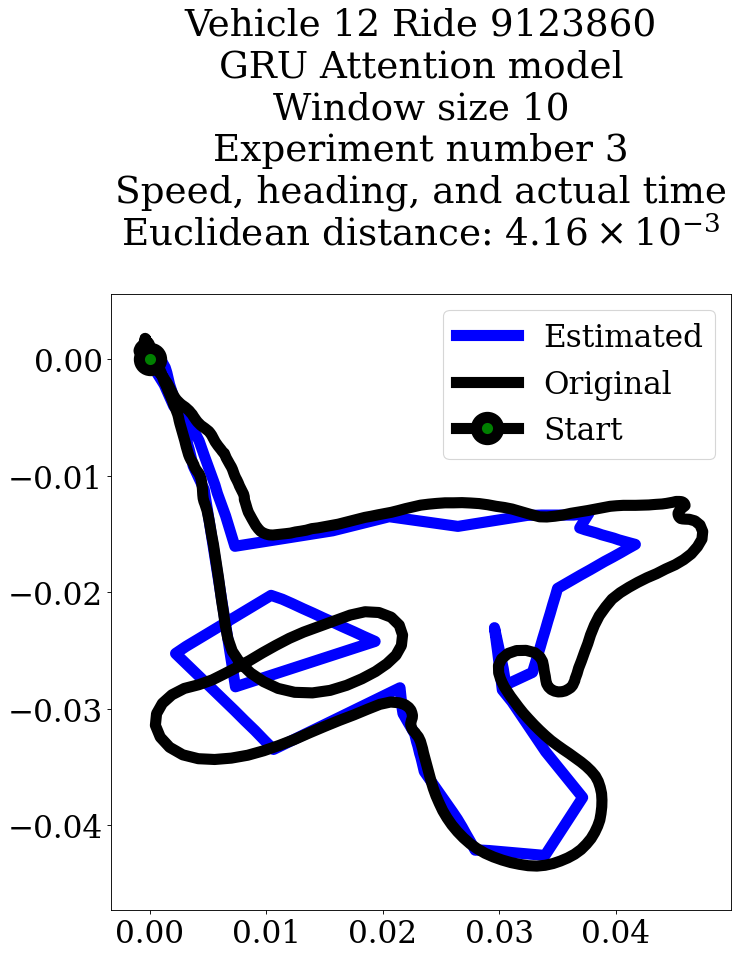 Vehicle 12 Ride 9123860
GRU Attention model
Window size 10
Experiment number 3
Speed, heading, and actual time
Euclidean distance: 4.16 × 10⁻³
Estimated
Original
Start
0.00
−0.01
−0.02
−0.03
−0.04
0.00 0.01 0.02 0.03 0.04